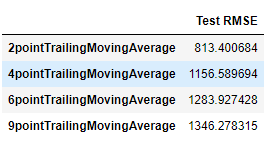 Test RMSE
2pointTrailingMovingAverage 813.400684
4pointTrailingMovingAverage 1156.589694
6pointTrailingMovingAverage 1283.927428
9pointTrailingMovingAverage 1346.278315